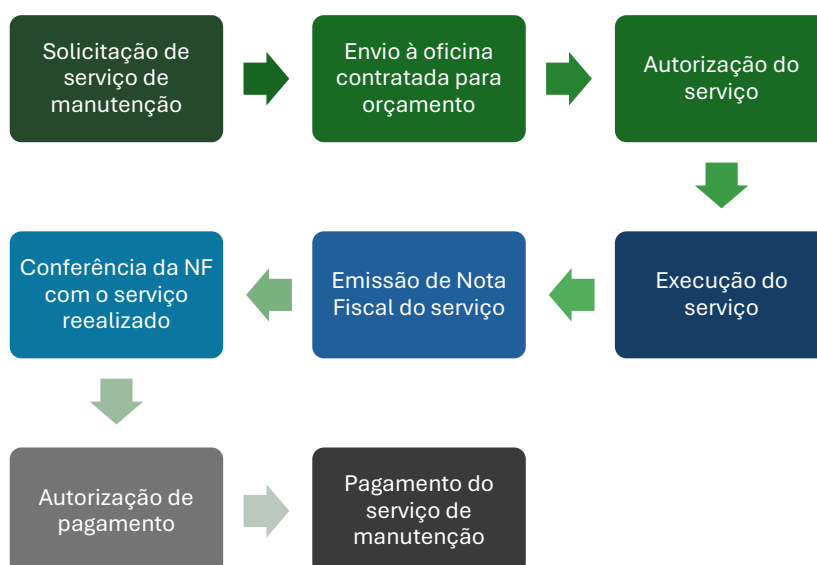 Solicitação de
serviço de
manutenção
Envio à oficina
contratada para
orçamento
Autorização do
serviço
Execução do
serviço
Emissão de Nota
Fiscal do serviço
Conferência da NF
com o serviço
reealizado
Autorização de
pagamento
Pagamento do
serviço de
manutenção